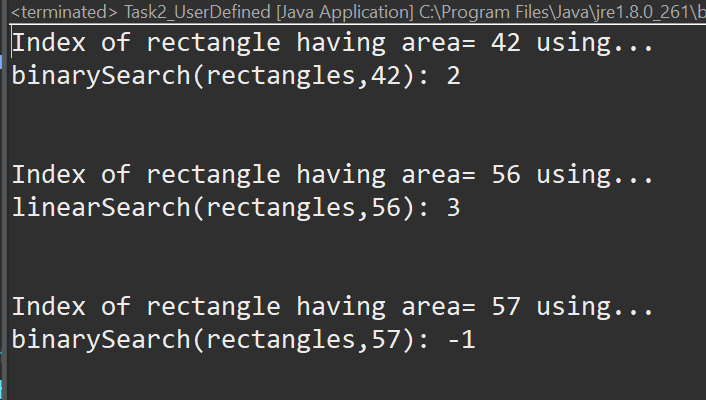 <terminated> Task2_UserDefined [Java Application] C:\Program Files\Java\jre1.8.0_261\b
Index of rectangle having area= 42 using...
binarySearch(rectangles,42): 2
Index of rectangle having area= 56 using...
linearSearch(rectangles,56): 3
Index of rectangle having area= 57 using...
binarySearch(rectangles,57): -1